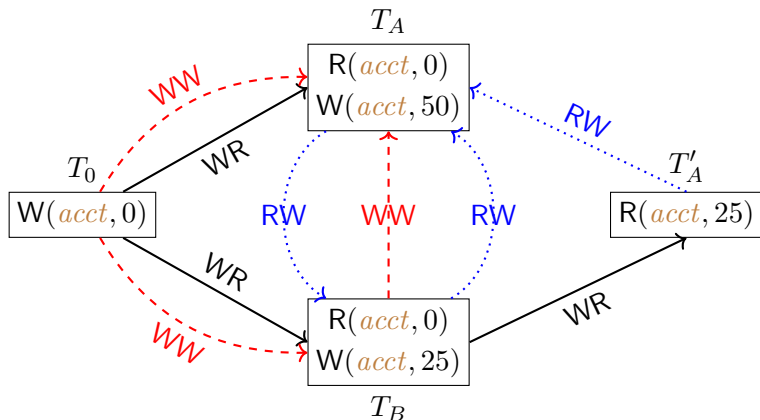 T_A
R(acct, 0)
W(acct, 50)
WW
WR
RW
T_0
W(acct, 0)
T'_A
R(acct, 25)
RW
WW
RW
WR
WW
WR
R(acct, 0)
W(acct, 25)
T_B